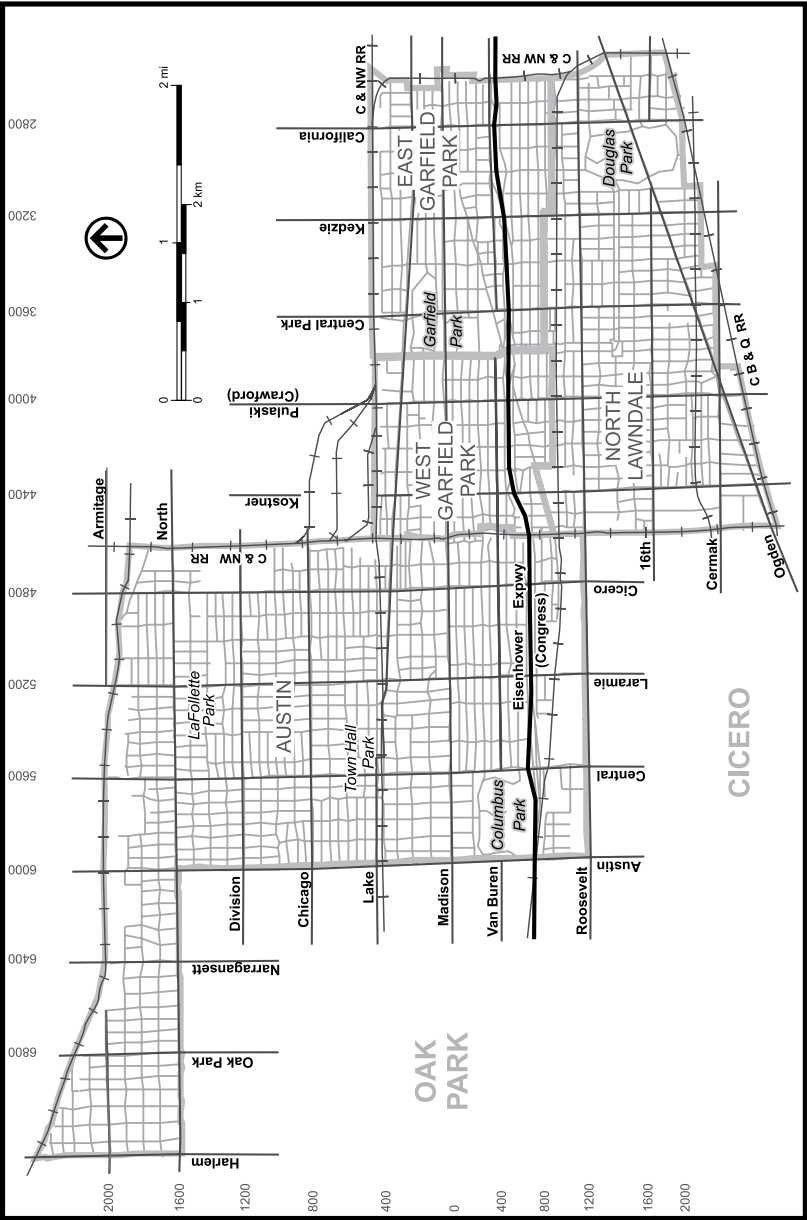 6800
6400
6000
5600
5200
4800
4400
4000
3600
3200
2800
2000
1600
1200
800
400
0
400
800
1200
1600
2000
0
1
2 mi
0
1
2 km
Armitage
North
C & NW RR
Division
Chicago
Lake
Madison
Van Buren
Roosevelt
16th
Cermak
Ogden
Harlem
Oak Park
Narragansett
Austin
Central
Laramie
Cicero
Kostner
Pulaski
(Crawford)
Central Park
Kedzie
California
C & NW RR
C & NW RR
C B & Q RR
LaFollette
Park
AUSTIN
Town Hall
Park
Columbus
Park
Eisenhower Expwy
(Congress)
WEST
GARFIELD
PARK
Garfield
Park
EAST
GARFIELD
PARK
NORTH
LAWNDALE
Douglas
Park
OAK
PARK
CICERO